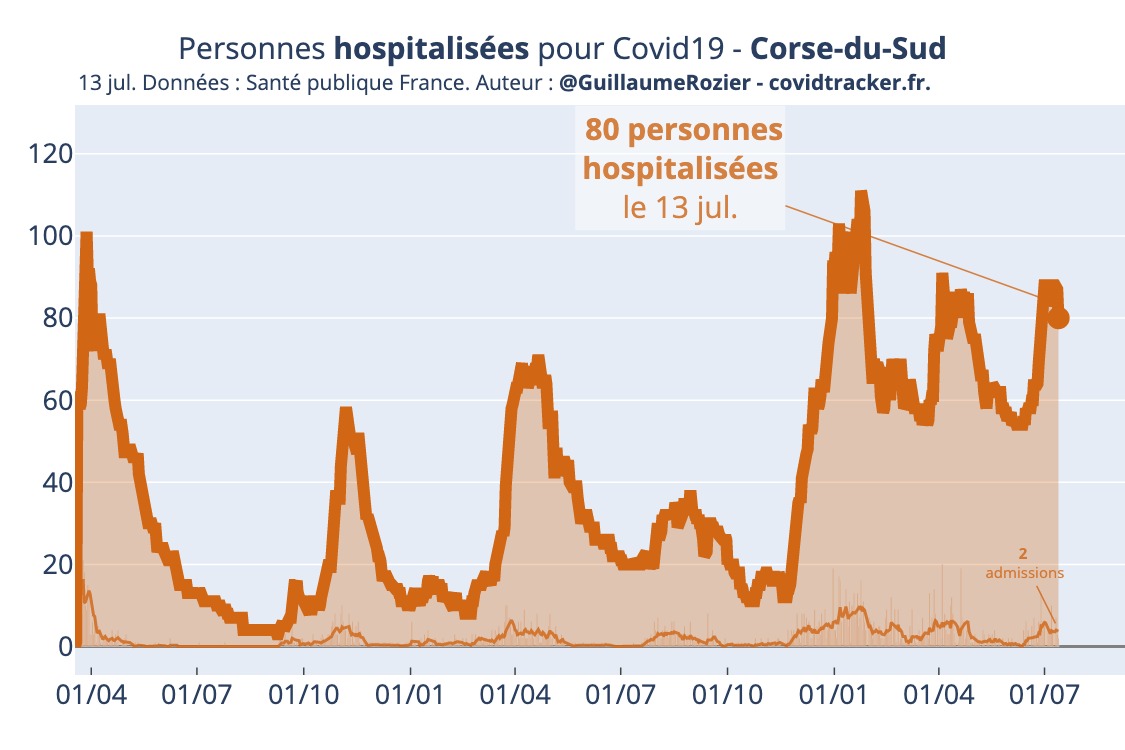 Personnes hospitalisées pour Covid19 - Corse-du-Sud
13 jul. Données : Santé publique France. Auteur : @GuillaumeRozier - covidtracker.fr.
80 personnes
hospitalisées
le 13 jul.
120
100
80
60
40
20
0
2
admissions
01/04 01/07 01/10 01/01 01/04 01/07 01/10 01/01 01/04 01/07